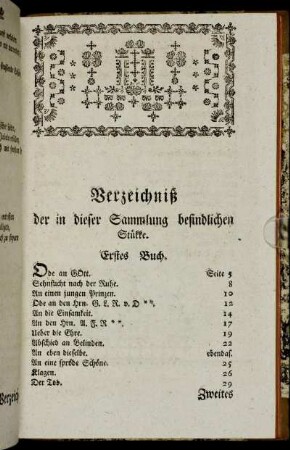 Verzeichniß
der in dieser Sammlung befindlichen
Stükke.
Erstes Buch.
Ode an GOtt. Seite 5
Sehnsucht nach der Ruhe. 8
An einen jungen Prinzen. 10
Ode an den Hrn. G. L. R. v. D**. 12
An die Einsamkeit. 14
An den Hrn. A. F. R**. 17
Ueber die Ehre. 19
Abschied an Belinden. 22
An eben dieselbe. ebendas.
An eine spröde Schöne. 25
Klagen. 26
Der Tod. 29
Zweites